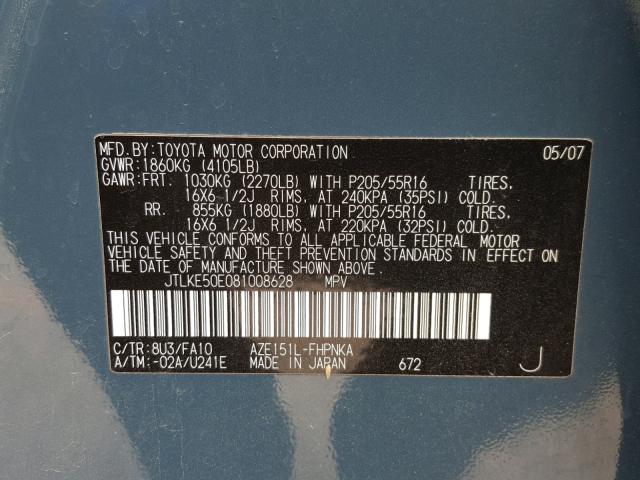 MFD. BY: TOYOTA MOTOR CORPORATION 05/07
GVWR: 1860KG (4105LB)
GAWR: FRT. 1030KG (2270LB) WITH P205/55R16 TIRES,
16X6 1/2J RIMS, AT 240KPA (35PSI) COLD.
RR. 855KG (1880LB) WITH P205/55R16 TIRES,
16X6 1/2J RIMS, AT 220KPA (32PSI) COLD.
THIS VEHICLE CONFORMS TO ALL APPLICABLE FEDERAL MOTOR
VEHICLE SAFETY AND THEFT PREVENTION STANDARDS IN EFFECT ON
THE DATE OF MANUFACTURE SHOWN ABOVE.
JTLKE50E081008628 MPV
C/TR: 8U3/FA10 AZE151L-FHPNKA
A/TM: -02A/U241E MADE IN JAPAN 672 J